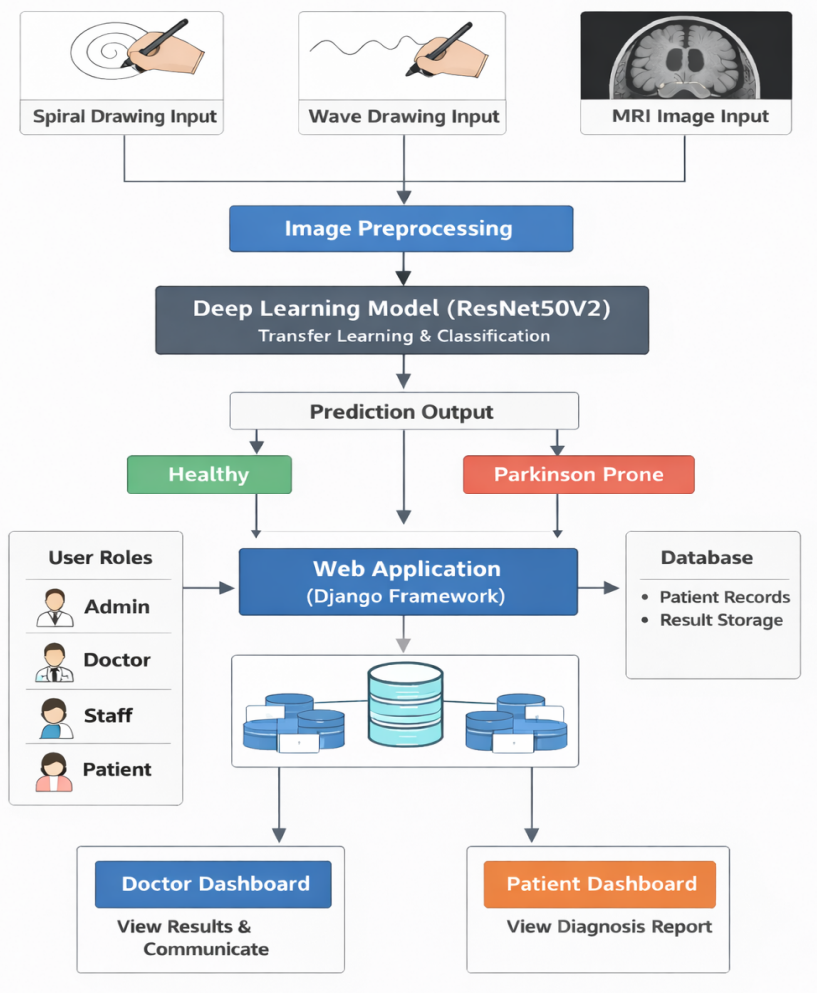 Spiral Drawing Input
Wave Drawing Input
MRI Image Input
Image Preprocessing
Deep Learning Model (ResNet50V2)
Transfer Learning & Classification
Prediction Output
Healthy
Parkinson Prone
User Roles
Admin
Doctor
Staff
Patient
Web Application
(Django Framework)
Database
• Patient Records
• Result Storage
Doctor Dashboard
View Results &
Communicate
Patient Dashboard
View Diagnosis Report